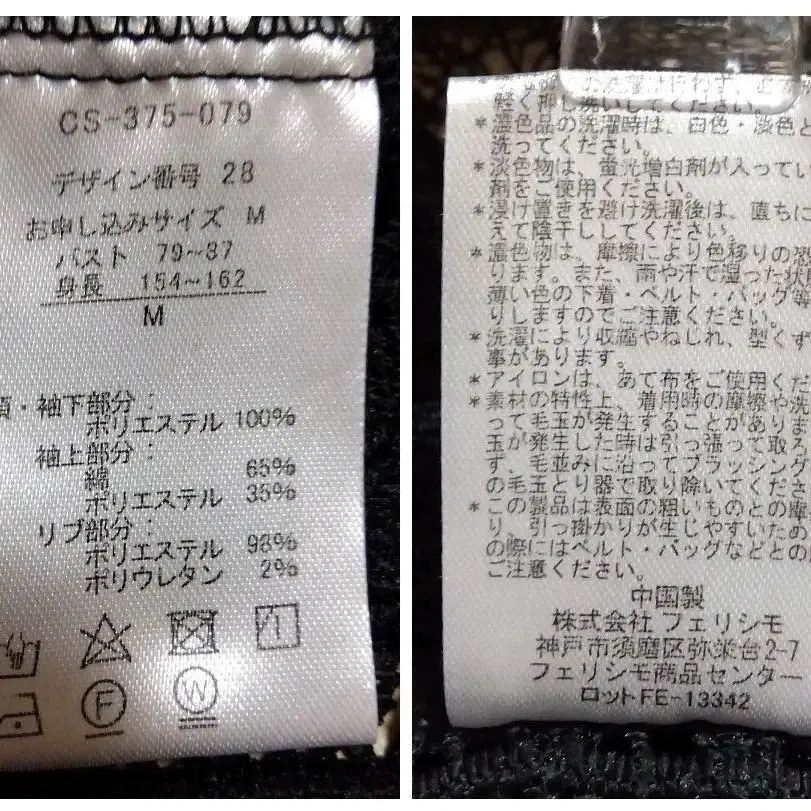 CS-375-079
デザイン番号 28
お申し込みサイズ M
バスト 79~87
身長 154~162
M
・袖下部分:
ポリエステル 100%
袖上部分:
綿 65%
ポリエステル 35%
リブ部分:
ポリエステル 98%
ポリウレタン 2%
F
W
軽く押し洗いしてください。
*濃色品の洗濯時は、白色・淡色と
洗ってください。
*淡色物は、蛍光増白剤が入ってい
剤をご使用ください。
*浸け置きを避け洗濯後は、直ちに
えて陰干ししてください。
*濃色物は、摩擦により色移りの恐
ります。また、雨や汗で湿った状
薄い色の下着・ベルト・バッグ等
りしますのでご注意ください。
*洗濯により収縮やねじれ、型くず
事があります。
*アイロンは、あて布をご使用くだ
*素材の特性上、着用時の摩擦や洗
って毛玉が発生することがありま
玉が発生した時は引っ張って取ら
ず、毛並みに沿ってブラッシング
の毛玉とり器で取り除いてくださ
*この製品は表面の粗いものとの摩
り、引っ掛かりが生じやすいため
の際にはベルト・バッグなどとの
ご注意ください。
中国製
株式会社 フェリシモ
神戸市須磨区弥栄台2-7
フェリシモ商品センター
ロットFE-13342